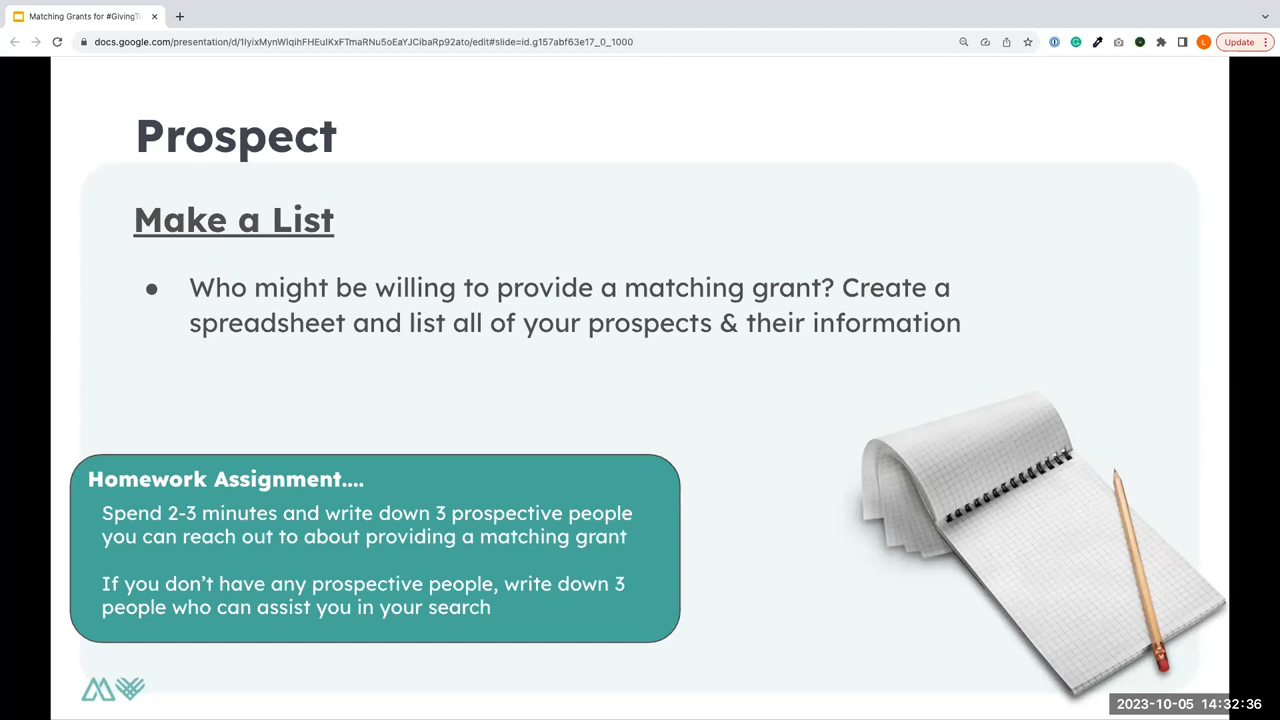 Matching Grants for #GivingTu
docs.google.com/presentation/d/1IyixMynWlqihFHEuIKxFTmaRNu5oEaYJCibaRp92ato/edit#slide=id.g157abf63e17_0_1000
Update
Prospect
Make a List
● Who might be willing to provide a matching grant? Create a
spreadsheet and list all of your prospects & their information
Homework Assignment....
Spend 2-3 minutes and write down 3 prospective people
you can reach out to about providing a matching grant
If you don't have any prospective people, write down 3
people who can assist you in your search
2023-10-05 14:32:36